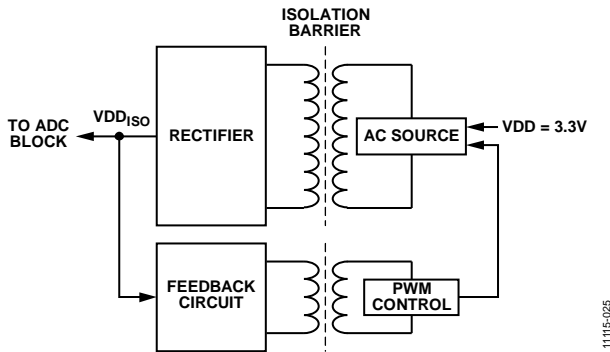 ISOLATION
BARRIER
TO ADC
BLOCK
VDDISO
RECTIFIER
AC SOURCE
VDD = 3.3V
FEEDBACK
CIRCUIT
PWM
CONTROL
11115-025